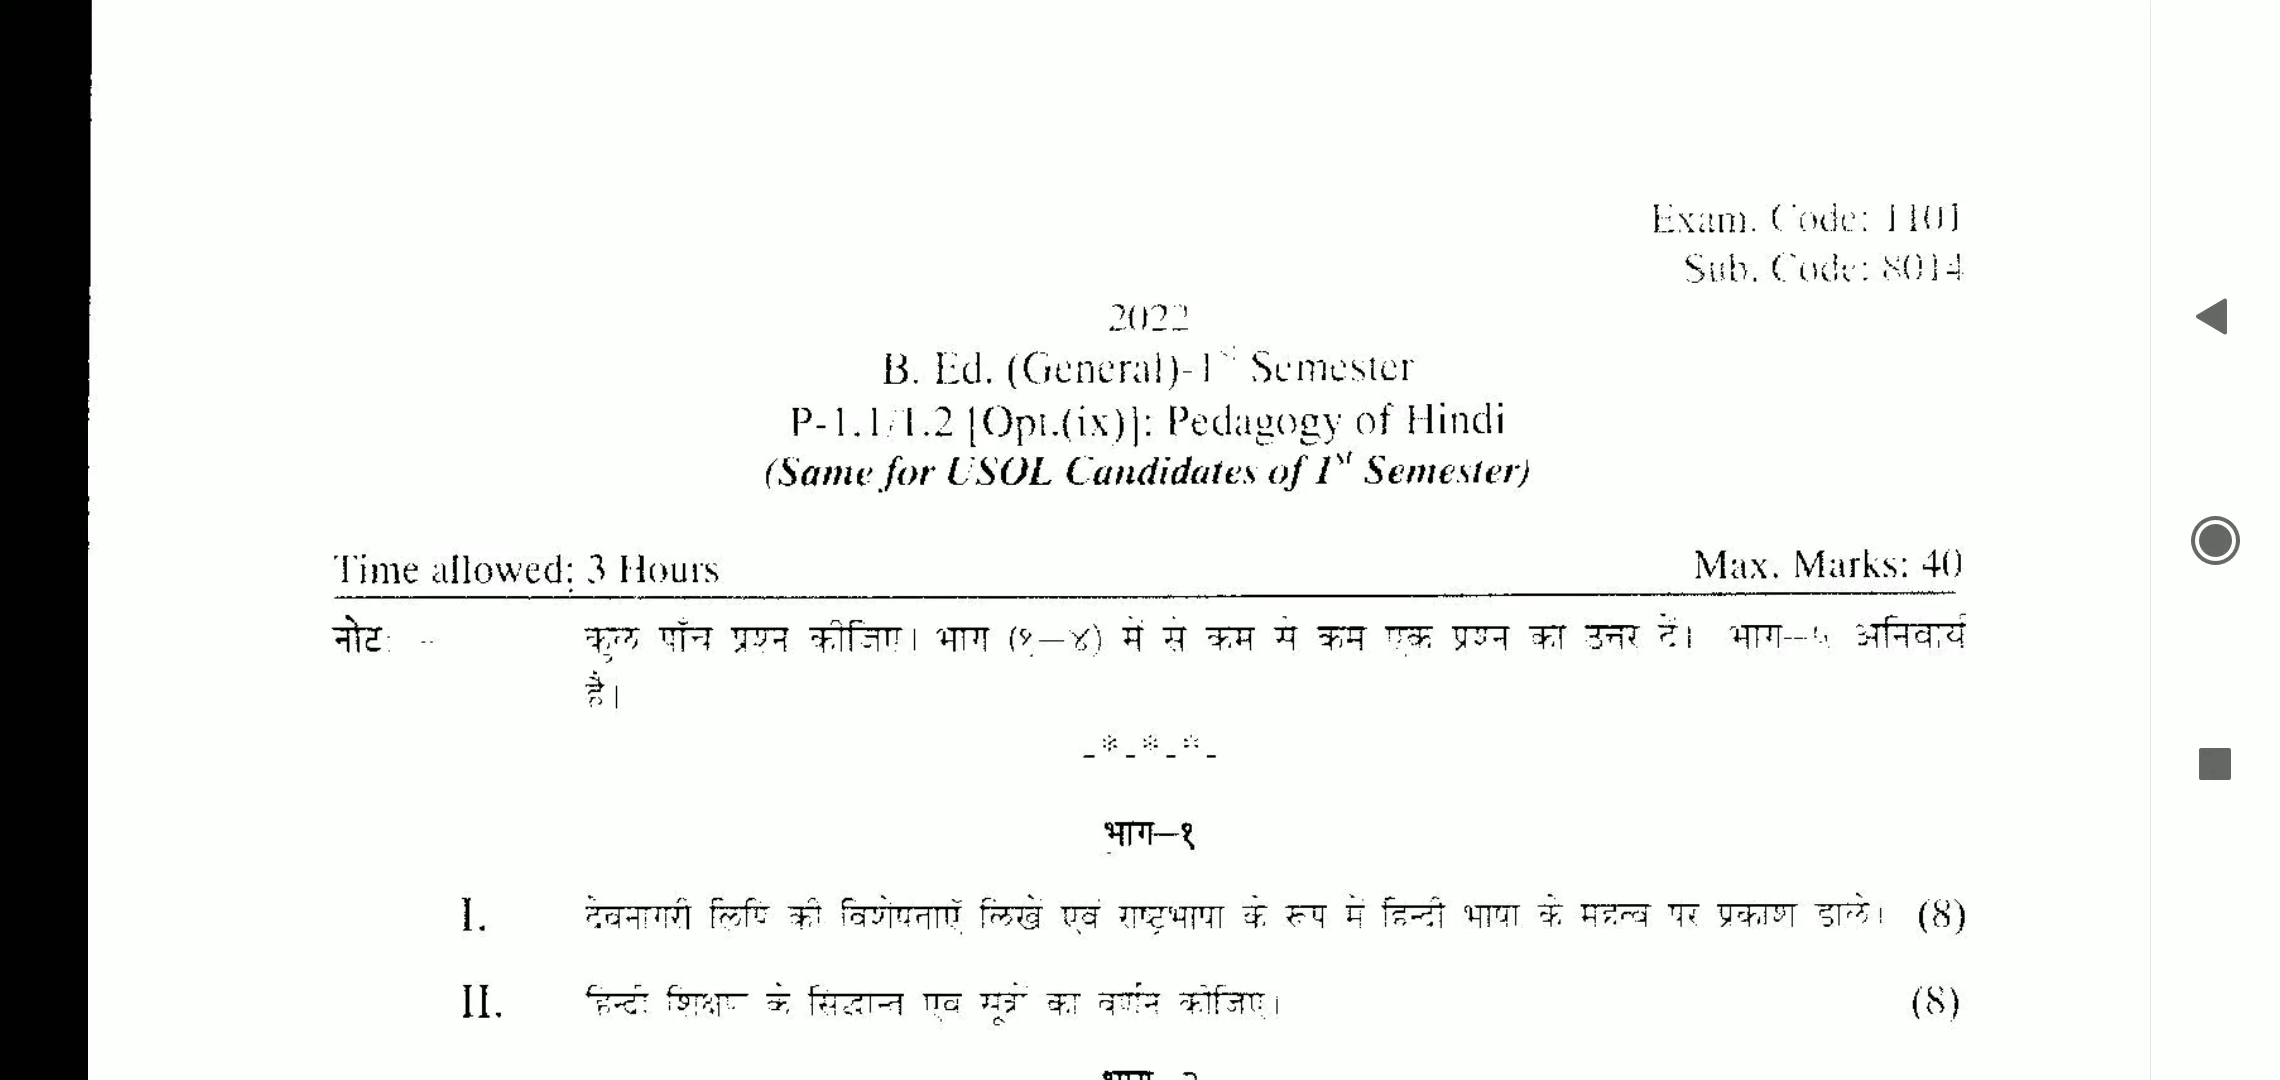 Exam. Code: 1101
Sub. Code: 8014
2022
B. Ed. (General)-1st Semester
P-1.1/1.2 [Opt.(ix)]: Pedagogy of Hindi
(Same for USOL Candidates of 1st Semester)
Time allowed: 3 Hours Max. Marks: 40
नोट: - कुल पाँच प्रश्न कीजिए। भाग (१–४) में से कम से कम एक प्रश्न का उत्तर दें। भाग–५ अनिवार्य
है।
-*-*-*-
भाग–१
I. देवनागरी लिपि की विशेषताएँ लिखें एवं राष्ट्रभाषा के रूप में हिन्दी भाषा के महत्व पर प्रकाश डालें। (8)
II. हिन्दी शिक्षण के सिद्धान्त एवं सूत्रों का वर्णन कीजिए। (8)